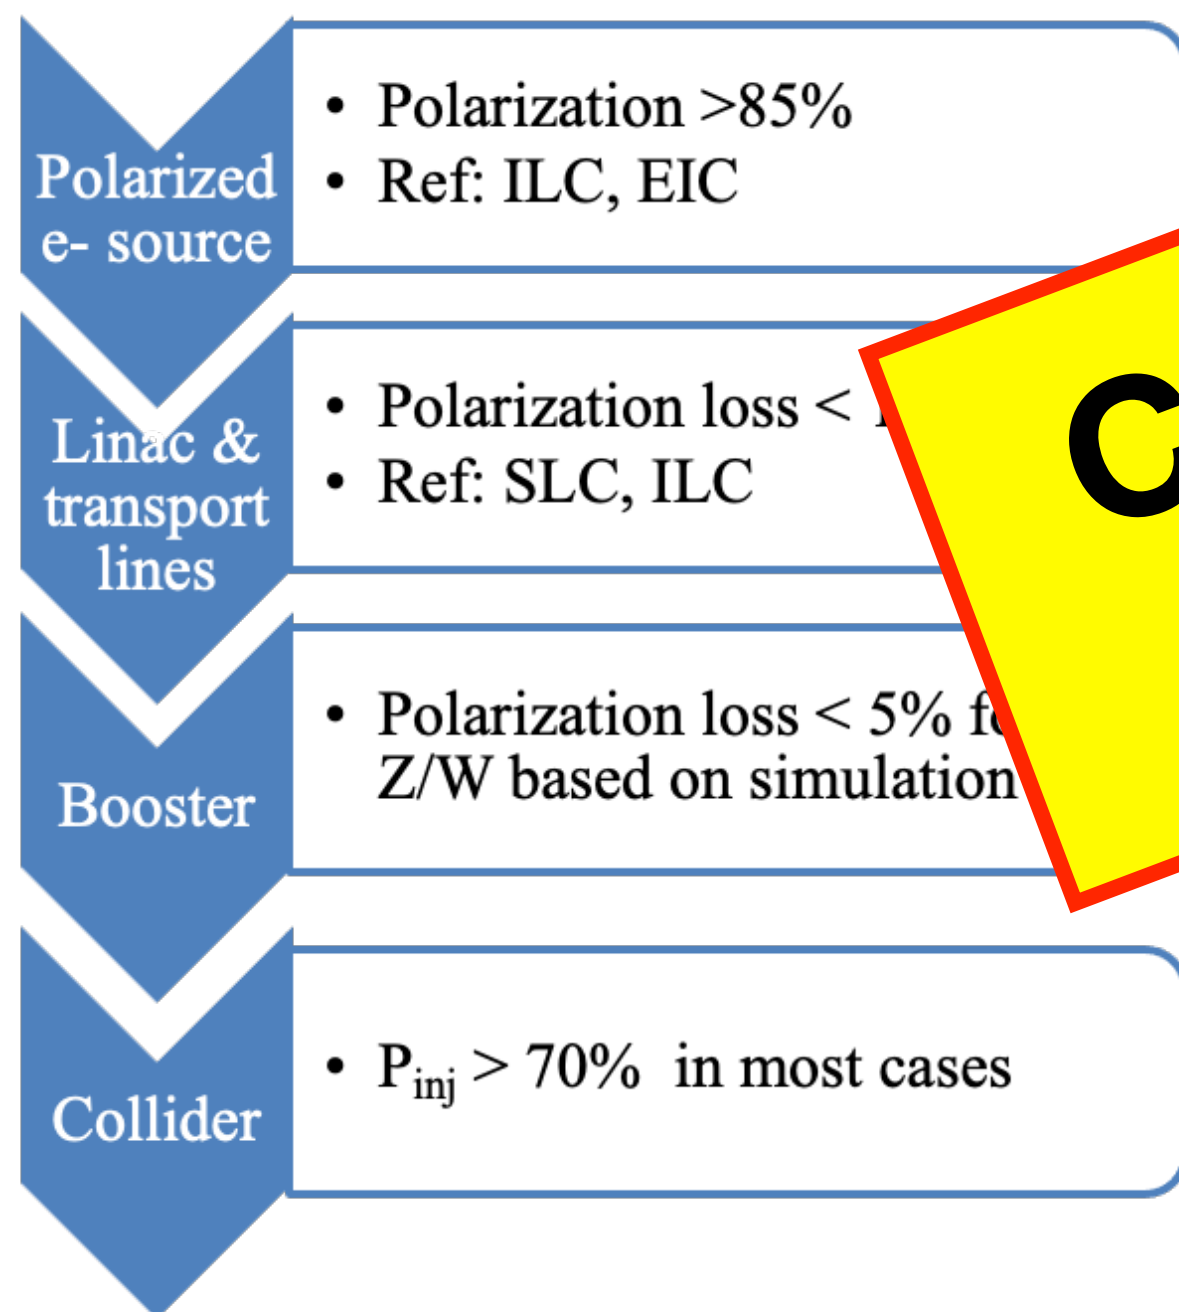 Polarized
e- source
• Polarization >85%
• Ref: ILC, EIC
Linac &
transport
lines
• Polarization loss <
• Ref: SLC, ILC
Booster
• Polarization loss < 5%
Z/W based on simulation
Collider
• Pinj > 70% in most cases
C